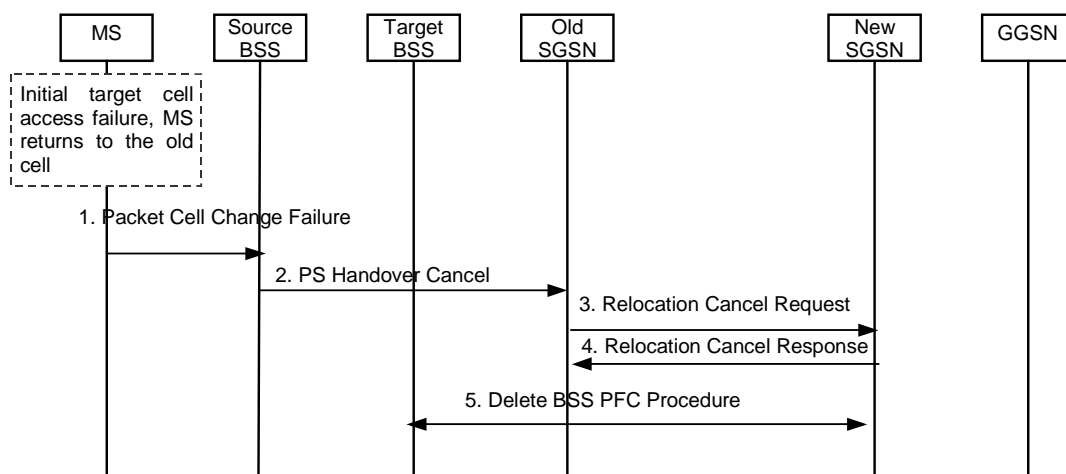 MS
Source
BSS
Target
BSS
Old
SGSN
New
SGSN
GGSN
Initial target cell
access failure, MS
returns to the old
cell
1. Packet Cell Change Failure
2. PS Handover Cancel
3. Relocation Cancel Request
4. Relocation Cancel Response
5. Delete BSS PFC Procedure